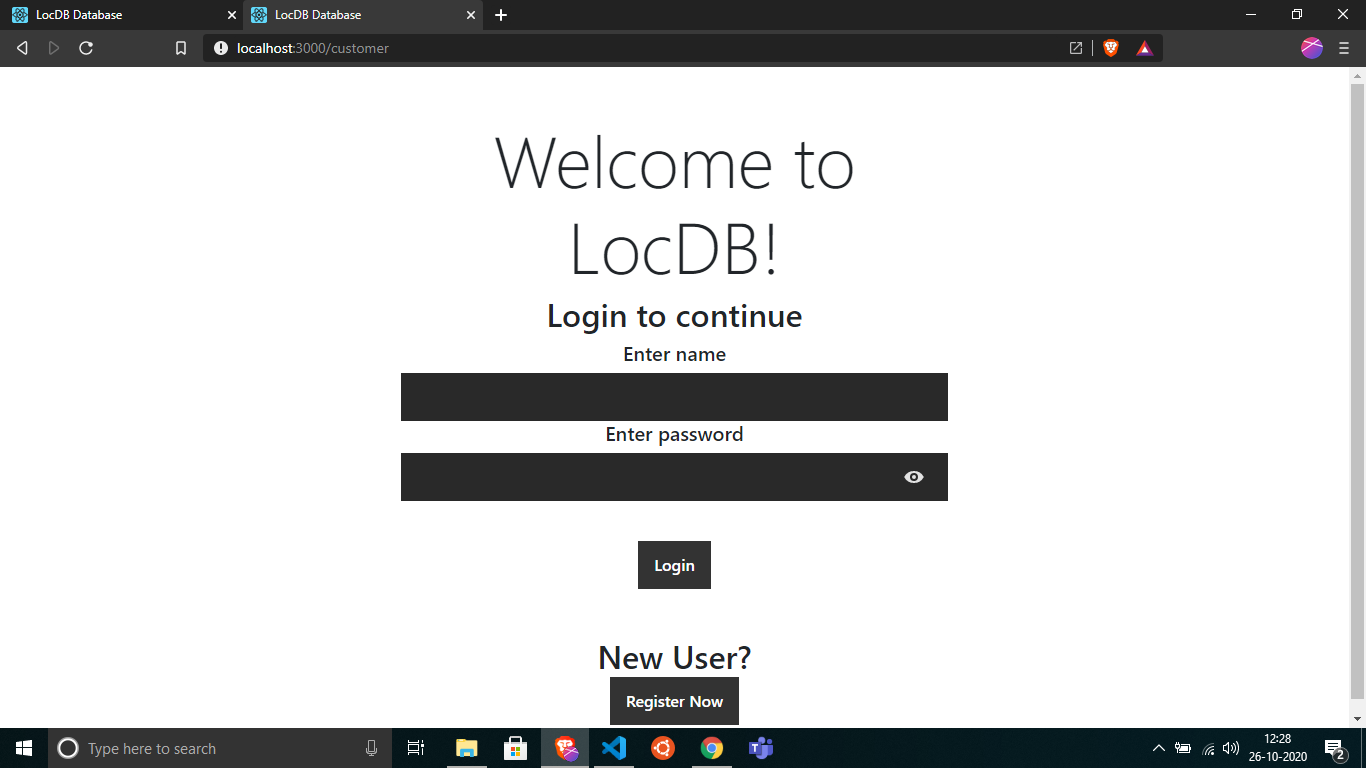 LocDB Database
LocDB Database
localhost:3000/customer
Welcome to
LocDB!
Login to continue
Enter name
Enter password
Login
New User?
Register Now
Type here to search
12:28
26-10-2020
2